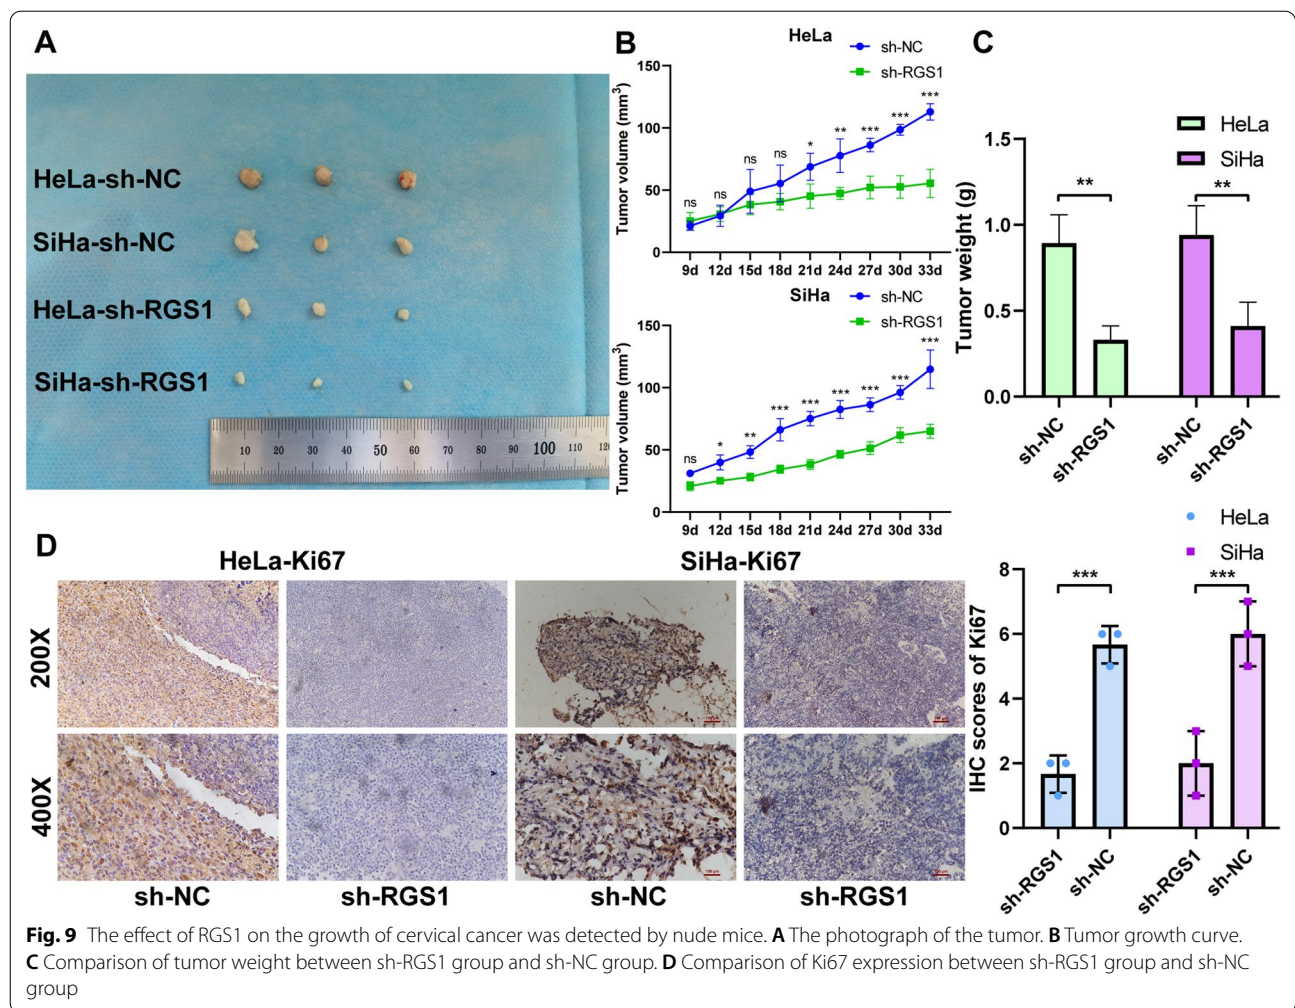 A
HeLa-sh-NC
SiHa-sh-NC
HeLa-sh-RGS1
SiHa-sh-RGS1
10 20 30 40 50 60 70 80 90 100 110
B
HeLa
sh-NC
sh-RGS1
Tumor volume (mm³)
150
100
50
0
ns ns ns ns * ** *** *** ***
9d 12d 15d 18d 21d 24d 27d 30d 33d
SiHa
sh-NC
sh-RGS1
Tumor volume (mm³)
150
100
50
0
ns * ** *** *** *** *** *** ***
9d 12d 15d 18d 21d 24d 27d 30d 33d
C
HeLa
SiHa
Tumor weight (g)
1.5
1.0
0.5
0.0
** **
sh-NC sh-RGS1 sh-NC sh-RGS1
D
HeLa-Ki67 SiHa-Ki67
200X
400X
sh-NC sh-RGS1 sh-NC sh-RGS1
HeLa
SiHa
IHC scores of Ki67
8
6
4
2
0
*** ***
sh-RGS1 sh-NC sh-RGS1 sh-NC
Fig. 9 The effect of RGS1 on the growth of cervical cancer was detected by nude mice. A The photograph of the tumor. B Tumor growth curve.
C Comparison of tumor weight between sh-RGS1 group and sh-NC group. D Comparison of Ki67 expression between sh-RGS1 group and sh-NC
group